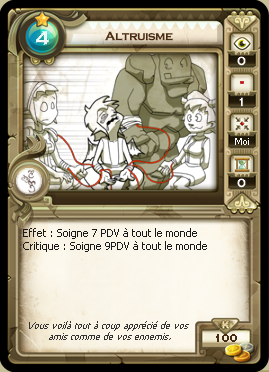 ALTRUISME
4
0
1
Moi
0
Effet : Soigne 7 PDV à tout le monde
Critique : Soigne 9PDV à tout le monde
Vous voilà tout à coup apprécié de vos
amis comme de vos ennemis.
K
100